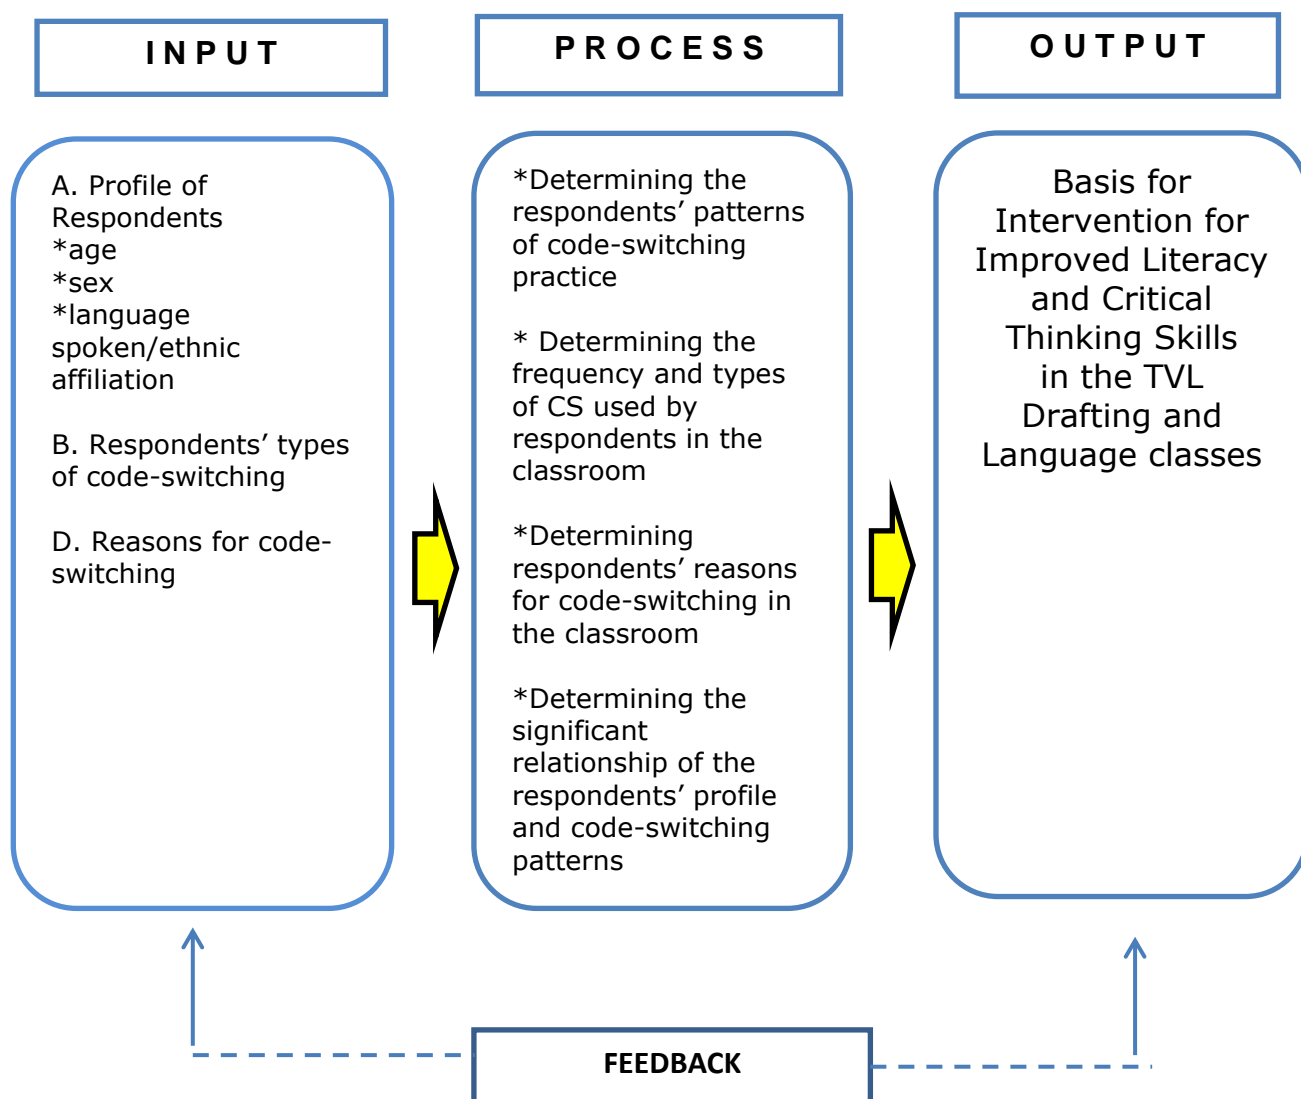 I N P U T
A. Profile of
Respondents
*age
*sex
*language
spoken/ethnic
affiliation
B. Respondents’ types
of code-switching
D. Reasons for code-
switching
P R O C E S S
*Determining the
respondents’ patterns
of code-switching
practice
* Determining the
frequency and types
of CS used by
respondents in the
classroom
*Determining
respondents’ reasons
for code-switching in
the classroom
*Determining the
significant
relationship of the
respondents’ profile
and code-switching
patterns
O U T P U T
Basis for
Intervention for
Improved Literacy
and Critical
Thinking Skills
in the TVL
Drafting and
Language classes
FEEDBACK